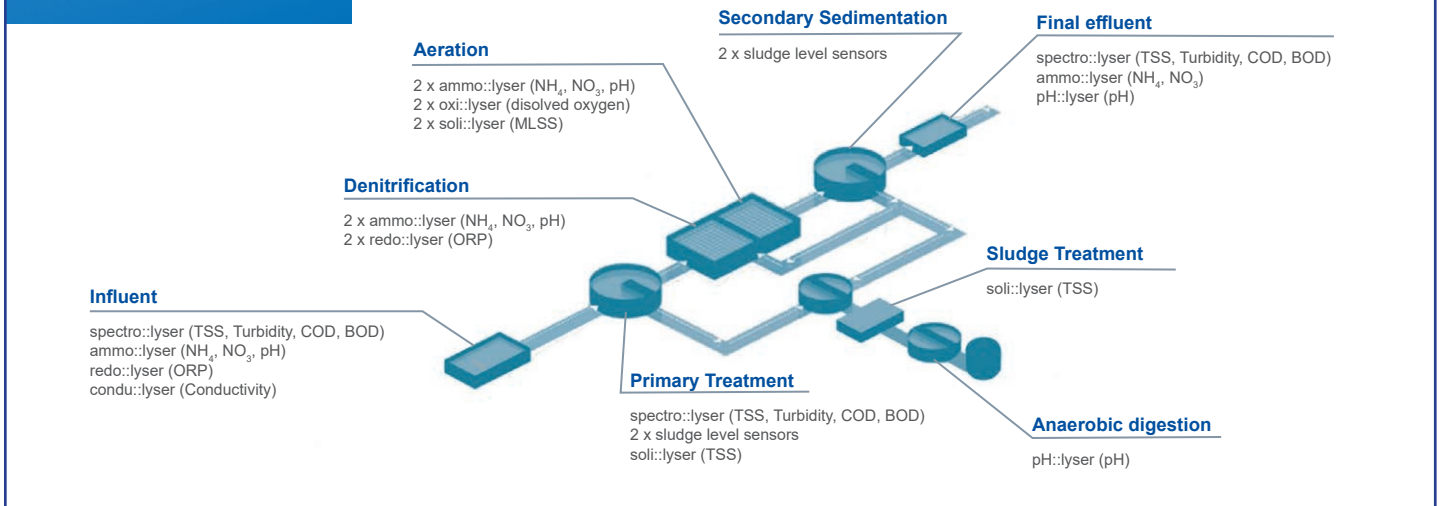 Secondary Sedimentation
2 x sludge level sensors
Final effluent
spectro::lyser (TSS, Turbidity, COD, BOD)
ammo::lyser (NH₄, NO₃)
pH::lyser (pH)
Aeration
2 x ammo::lyser (NH₄, NO₃, pH)
2 x oxi::lyser (disolved oxygen)
2 x soli::lyser (MLSS)
Denitrification
2 x ammo::lyser (NH₄, NO₃, pH)
2 x redo::lyser (ORP)
Sludge Treatment
soli::lyser (TSS)
Influent
spectro::lyser (TSS, Turbidity, COD, BOD)
ammo::lyser (NH₄, NO₃, pH)
redo::lyser (ORP)
condu::lyser (Conductivity)
Primary Treatment
spectro::lyser (TSS, Turbidity, COD, BOD)
2 x sludge level sensors
soli::lyser (TSS)
Anaerobic digestion
pH::lyser (pH)